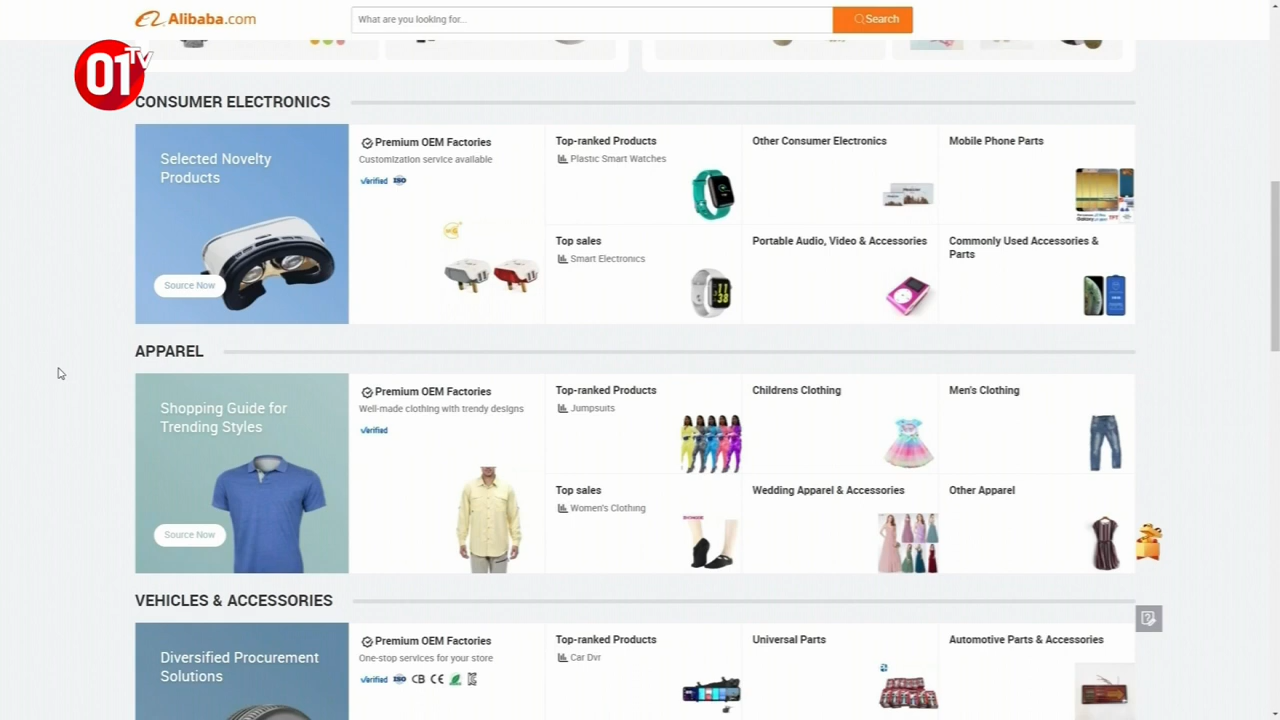 Alibaba.com
What are you looking for...
Search
01 TV
CONSUMER ELECTRONICS
Selected Novelty
Products
Source Now
Premium OEM Factories
Customization service available
Verified ISO
Top-ranked Products
Plastic Smart Watches
Other Consumer Electronics
Mobile Phone Parts
Top sales
Smart Electronics
Portable Audio, Video & Accessories
Commonly Used Accessories &
Parts
APPAREL
Shopping Guide for
Trending Styles
Source Now
Premium OEM Factories
Well-made clothing with trendy designs
Verified
Top-ranked Products
Jumpsuits
Childrens Clothing
Men's Clothing
Top sales
Women's Clothing
Wedding Apparel & Accessories
Other Apparel
VEHICLES & ACCESSORIES
Diversified Procurement
Solutions
Premium OEM Factories
One-stop services for your store
Verified ISO CB CE
Top-ranked Products
Car Dvr
Universal Parts
Automotive Parts & Accessories